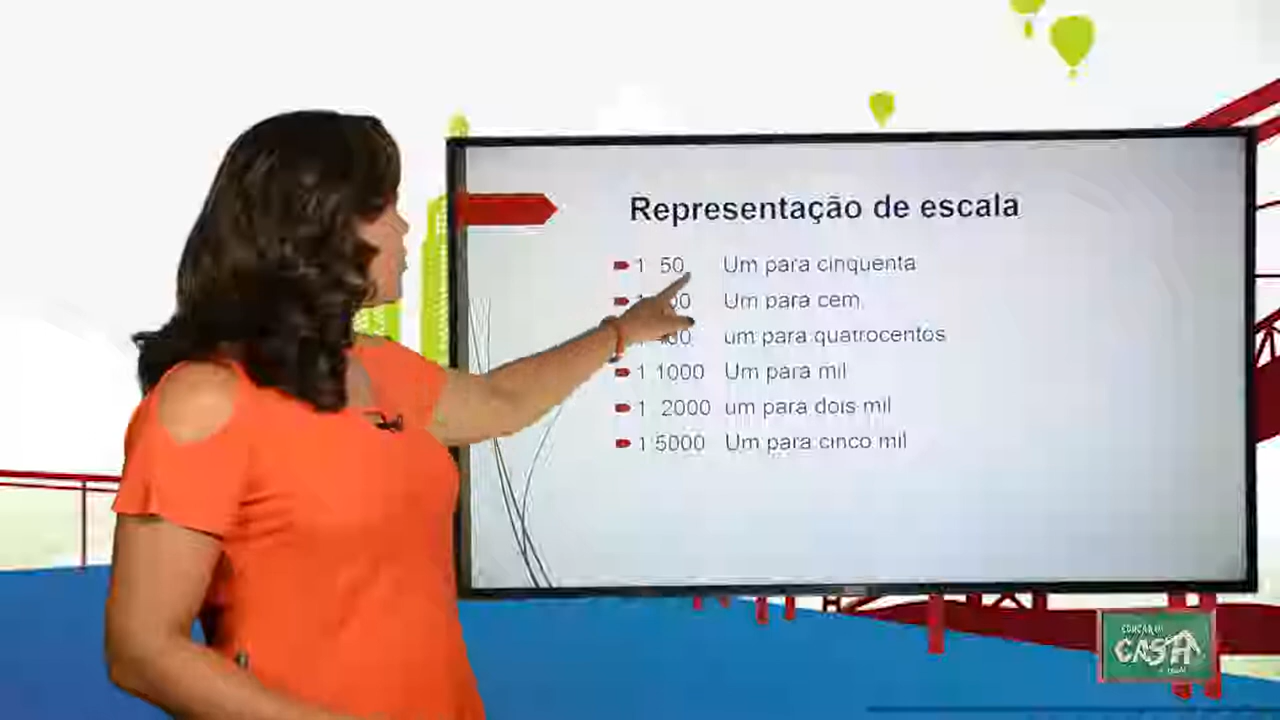 Representação de escala
1 50 Um para cinquenta
Um para cem
um para quatrocentos
1 1000 Um para mil
1 2000 um para dois mil
1 5000 Um para cinco mil
CASH